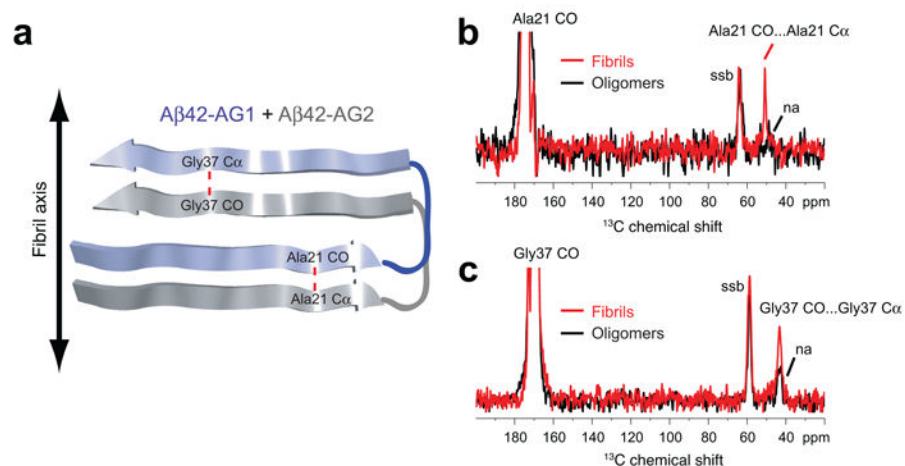 a
Fibril axis
Aβ42-AG1 + Aβ42-AG2
Gly37 Cα
Gly37 CO
Ala21 CO
Ala21 Cα
b
Ala21 CO
Fibrils
Oligomers
Ala21 CO...Ala21 Cα
ssb
na
180 160 140 120 100 80 60 40 ppm
13C chemical shift
c
Gly37 CO
Fibrils
Oligomers
ssb
Gly37 CO...Gly37 Cα
na
180 160 140 120 100 80 60 40 ppm
13C chemical shift